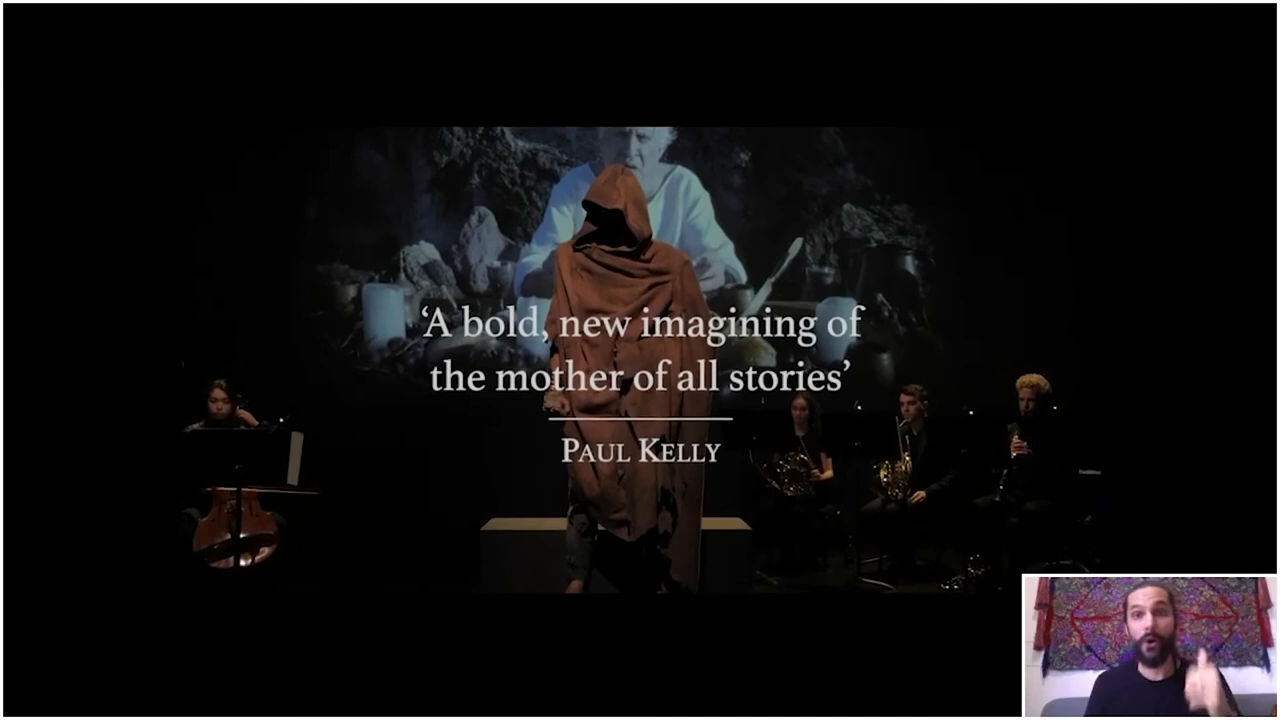 ‘A bold, new imagining of
the mother of all stories’
PAUL KELLY